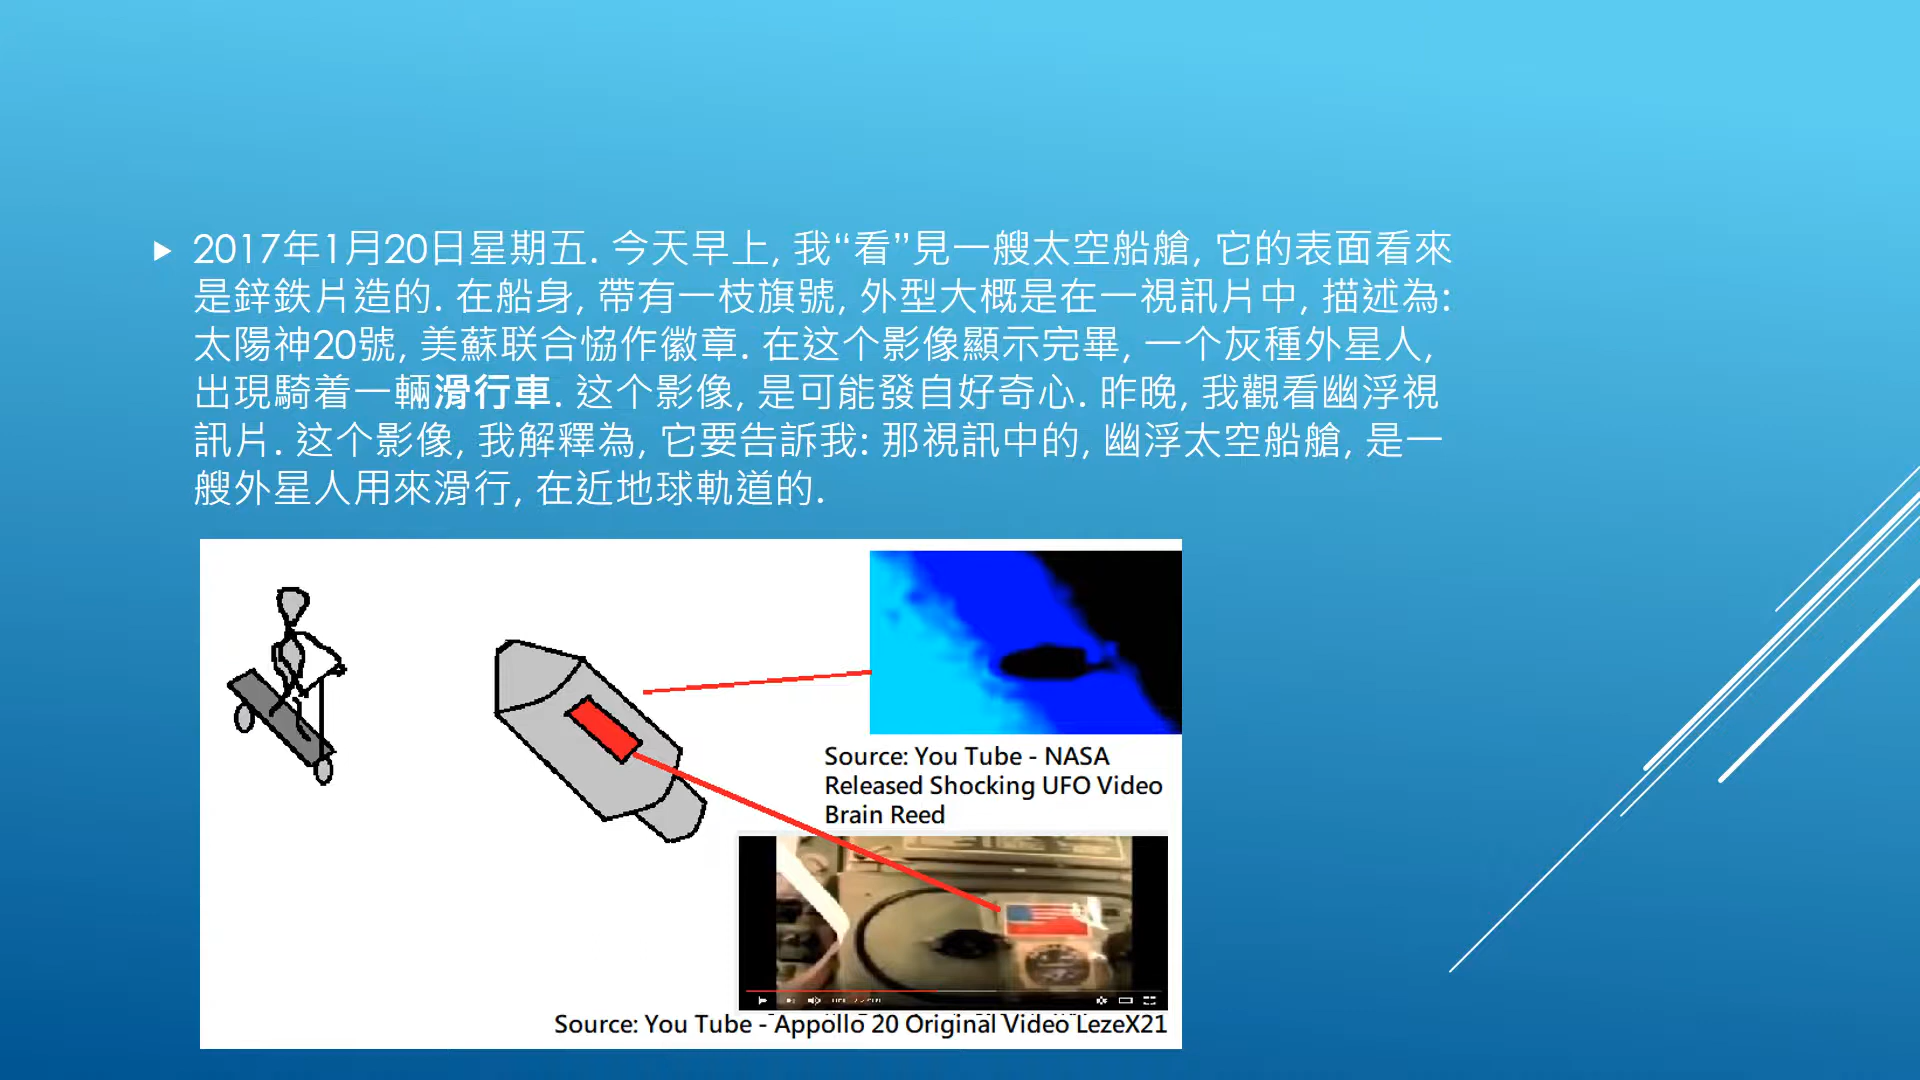 2017年1月20日星期五. 今天早上, 我“看”見一艘太空船艙, 它的表面看來
是鋅鉄片造的. 在船身, 帶有一枝旗號, 外型大概是在一視訊片中, 描述為:
太陽神20號, 美蘇联合恊作徽章. 在这个影像顯示完畢, 一个灰種外星人,
出現騎着一輛滑行車. 这个影像, 是可能發自好奇心. 昨晚, 我觀看幽浮視
訊片. 这个影像, 我解釋為, 它要告訴我: 那視訊中的, 幽浮太空船艙, 是一
艘外星人用來滑行, 在近地球軌道的.
Source: You Tube - NASA
Released Shocking UFO Video
Brain Reed
Source: You Tube - Appollo 20 Original Video LezeX21